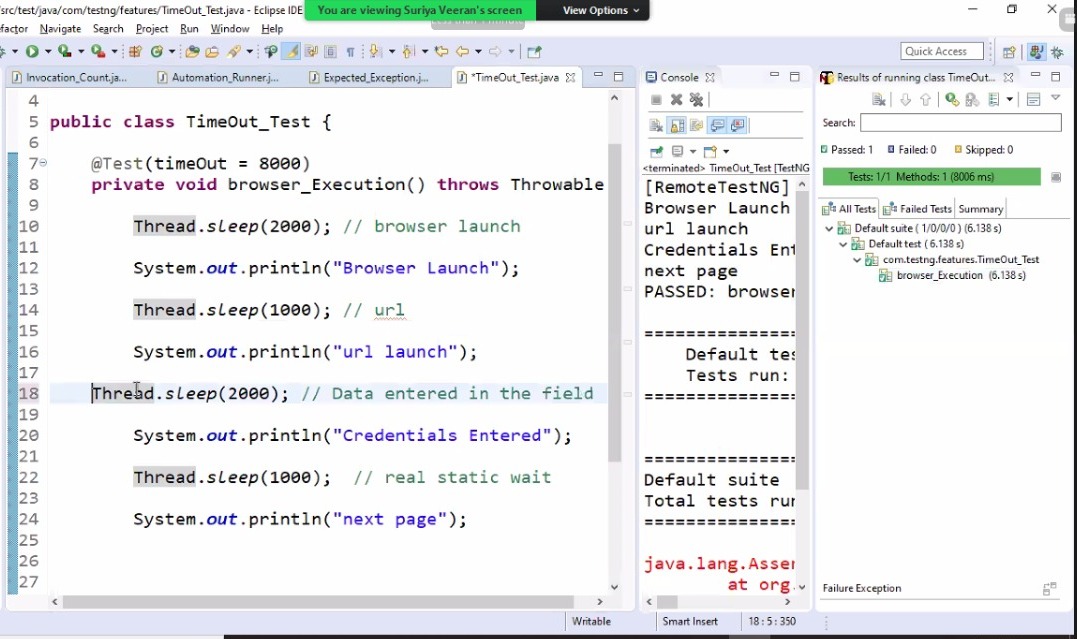 src/test/java/com/testng/features/TimeOut_Test.java - Eclipse IDE
You are viewing Suriya Veeran's screen
View Options
Refactor Navigate Search Project Run Window Help
Quick Access
Invocation_Count.ja...
Automation_Runner.j...
Expected_Exception.j...
*TimeOut_Test.java
4
5 public class TimeOut_Test {
6
7 @Test(timeOut = 8000)
8 private void browser_Execution() throws Throwable
9
10 Thread.sleep(2000); // browser launch
11
12 System.out.println("Browser Launch");
13
14 Thread.sleep(1000); // url
15
16 System.out.println("url launch");
17
18 Thread.sleep(2000); // Data entered in the field
19
20 System.out.println("Credentials Entered");
21
22 Thread.sleep(1000);  // real static wait
23
24 System.out.println("next page");
25
26
27
Console
<terminated> TimeOut_Test [TestNG
[RemoteTestNG]
Browser Launch
url launch
Credentials Ent
next page
PASSED: browser
===============
Default tes
Tests run:
===============
===============
Default suite
Total tests run
===============
java.lang.Asser
at org.
Results of running class TimeOut...
Search:
Passed: 1 Failed: 0 Skipped: 0
Tests: 1/1 Methods: 1 (8006 ms)
All Tests Failed Tests Summary
Default suite ( 1/0/0/0 ) (6.138 s)
Default test ( 6.138 s)
com.testng.features.TimeOut_Test
browser_Execution (6.138 s)
Failure Exception
Writable
Smart Insert
18 : 5 : 350